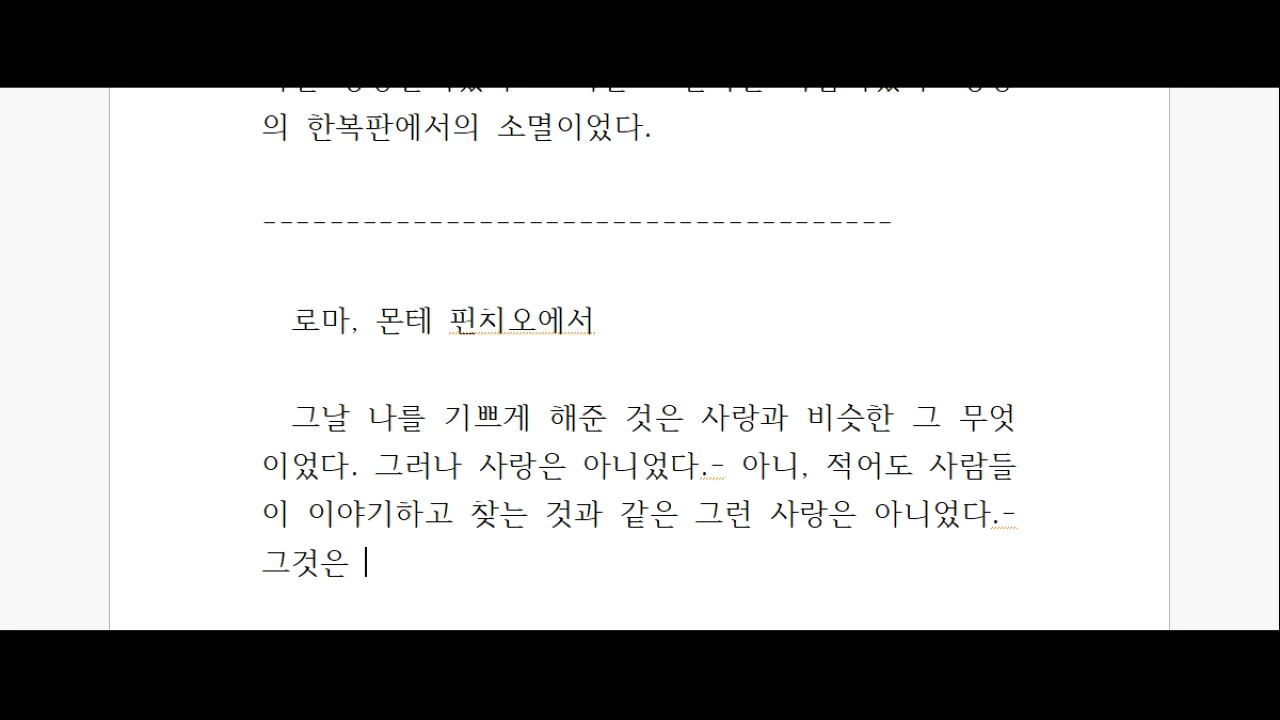 의 한복판에서의 소멸이었다.
--------------------------------------
로마, 몬테 핀치오에서
그날 나를 기쁘게 해준 것은 사랑과 비슷한 그 무엇
이었다. 그러나 사랑은 아니었다.- 아니, 적어도 사람들
이 이야기하고 찾는 것과 같은 그런 사랑은 아니었다.-
그것은